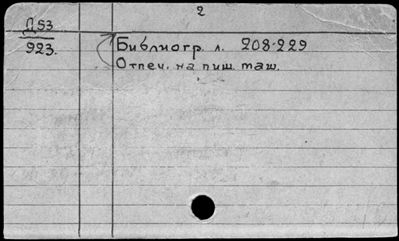 2
Д53
923.
Библиогр. л. 208-229
Отпеч. на пиш. маш.